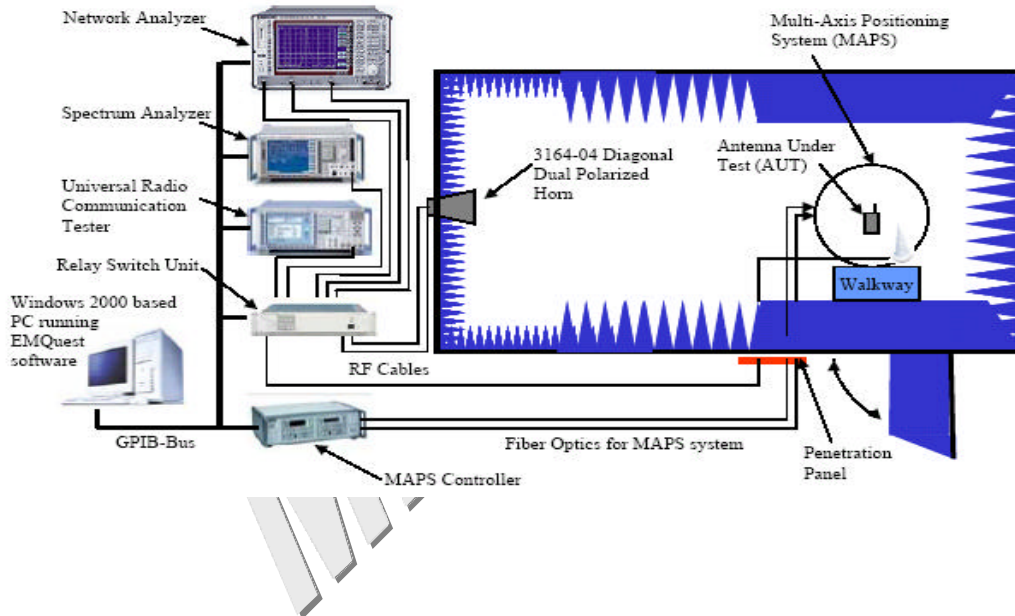 Network Analyzer
Spectrum Analyzer
Universal Radio
Communication
Tester
Relay Switch Unit
Windows 2000 based
PC running
EMQuest
software
GPIB-Bus
MAPS Controller
RF Cables
Fiber Optics for MAPS system
3164-04 Diagonal
Dual Polarized
Horn
Multi-Axis Positioning
System (MAPS)
Antenna Under
Test (AUT)
Walkway
Penetration
Panel